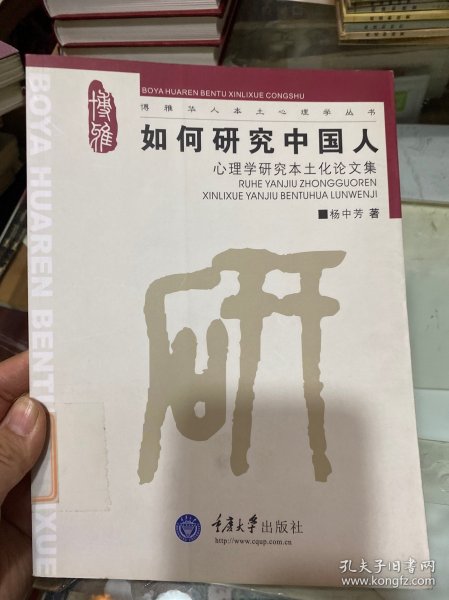 BOYA HUAREN BENTU XINLIXUE CONGSHU
博雅华人本土心理学丛书
博雅
如何研究中国人
心理学研究本土化论文集
RUHE YANJIU ZHONGGUOREN
XINLIXUE YANJIU BENTUHUA LUNWENJI
■杨中芳 著
BOYA HUAREN BENTU XINLIXUE
研
重庆大学出版社
http://www.cqup.com.cn
孔夫子旧书网
www.kongfz.com